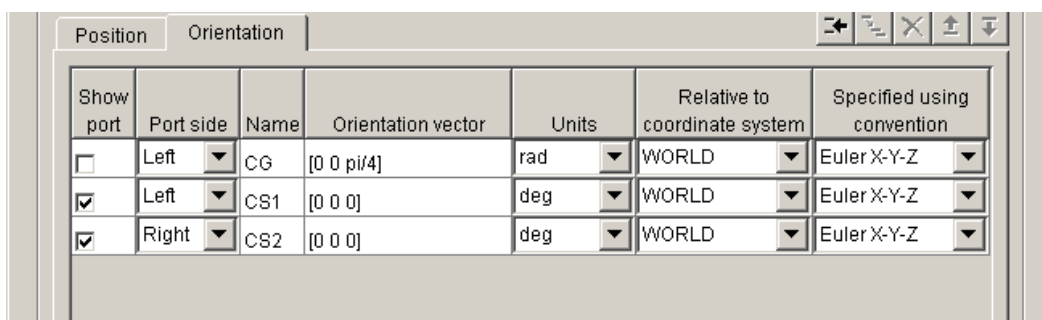 Position Orientation
Show port Port side Name Orientation vector Units Relative to coordinate system Specified using convention
Left CG [0 0 pi/4] rad WORLD Euler X-Y-Z
Left CS1 [0 0 0] deg WORLD Euler X-Y-Z
Right CS2 [0 0 0] deg WORLD Euler X-Y-Z